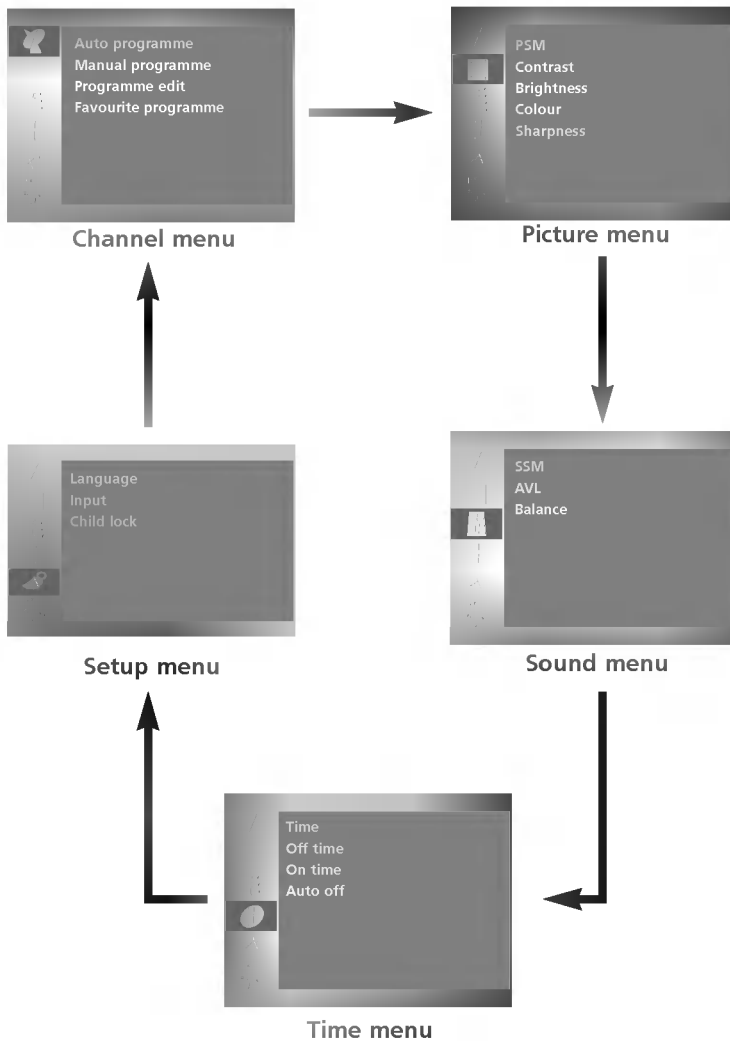 Auto programme
Manual programme
Programme edit
Favourite programme
Channel menu
PSM
Contrast
Brightness
Colour
Sharpness
Picture menu
Language
Input
Child lock
Setup menu
SSM
AVL
Balance
Sound menu
Time
Off time
On time
Auto off
Time menu